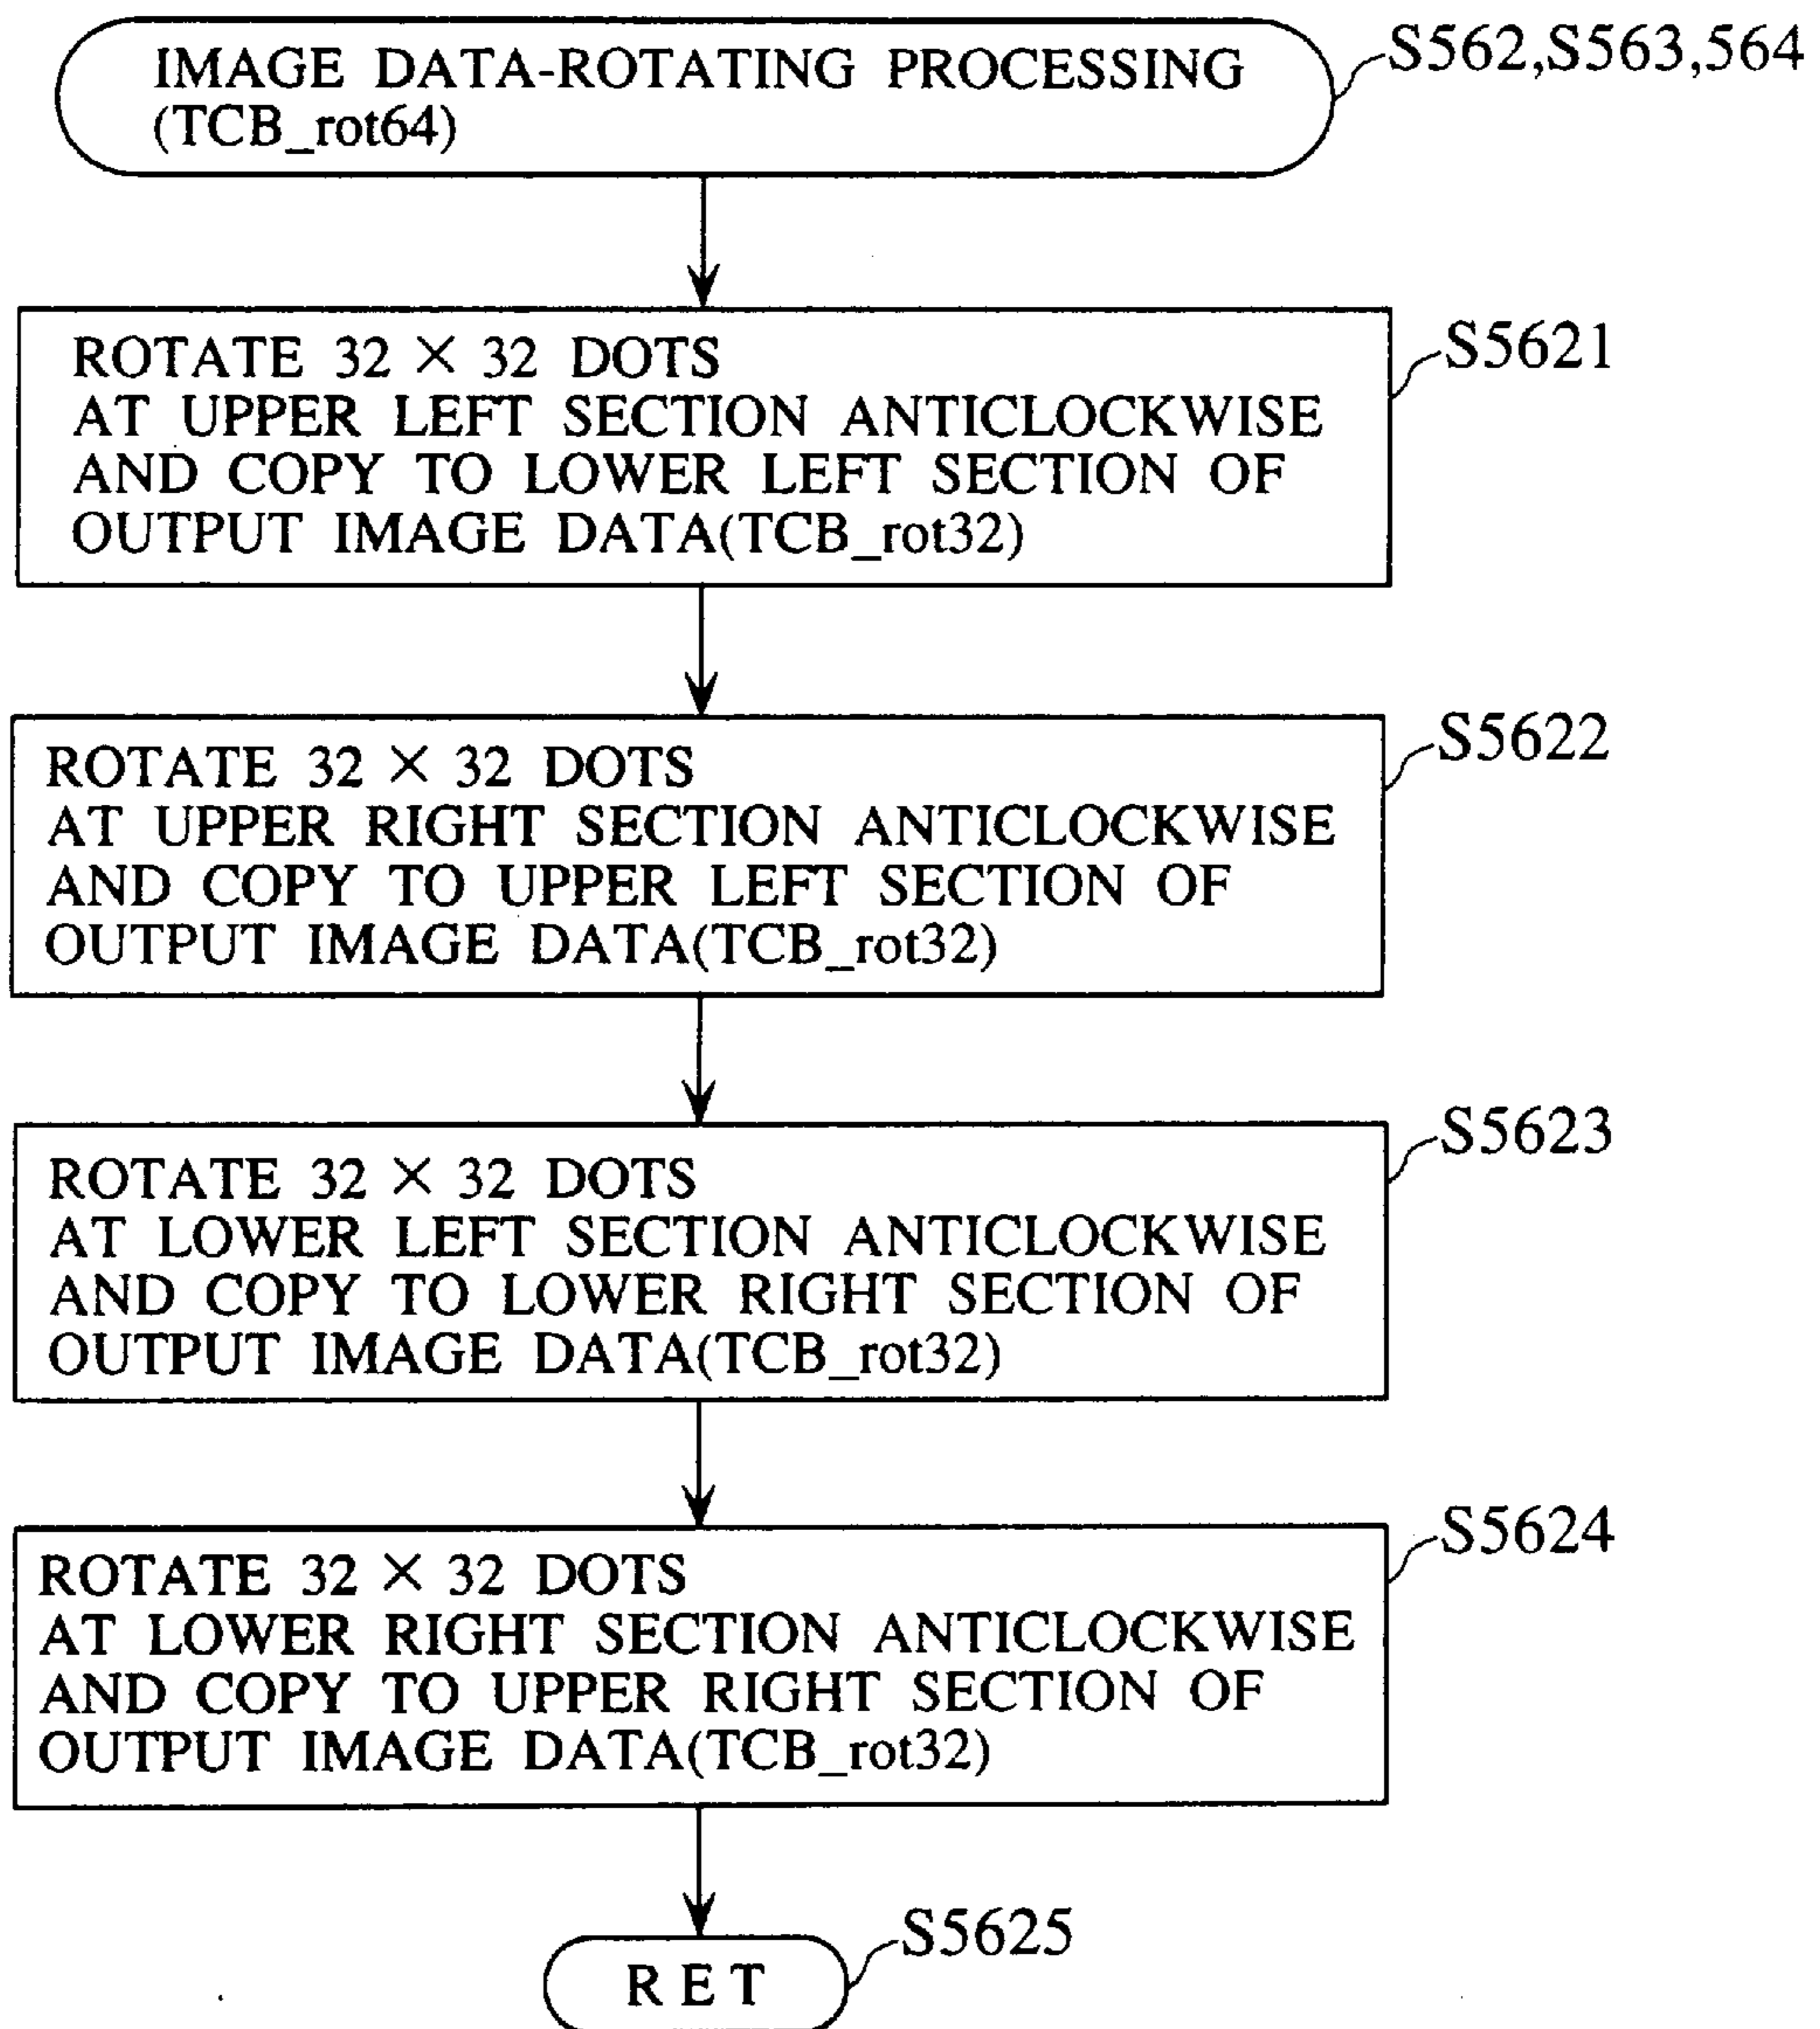 IMAGE DATA-ROTATING PROCESSING
(TCB_rot64)
S562,S563,564
ROTATE 32 × 32 DOTS
AT UPPER LEFT SECTION ANTICLOCKWISE
AND COPY TO LOWER LEFT SECTION OF
OUTPUT IMAGE DATA(TCB_rot32)
S5621
ROTATE 32 × 32 DOTS
AT UPPER RIGHT SECTION ANTICLOCKWISE
AND COPY TO UPPER LEFT SECTION OF
OUTPUT IMAGE DATA(TCB_rot32)
S5622
ROTATE 32 × 32 DOTS
AT LOWER LEFT SECTION ANTICLOCKWISE
AND COPY TO LOWER RIGHT SECTION OF
OUTPUT IMAGE DATA(TCB_rot32)
S5623
ROTATE 32 × 32 DOTS
AT LOWER RIGHT SECTION ANTICLOCKWISE
AND COPY TO UPPER RIGHT SECTION OF
OUTPUT IMAGE DATA(TCB_rot32)
S5624
RET
S5625